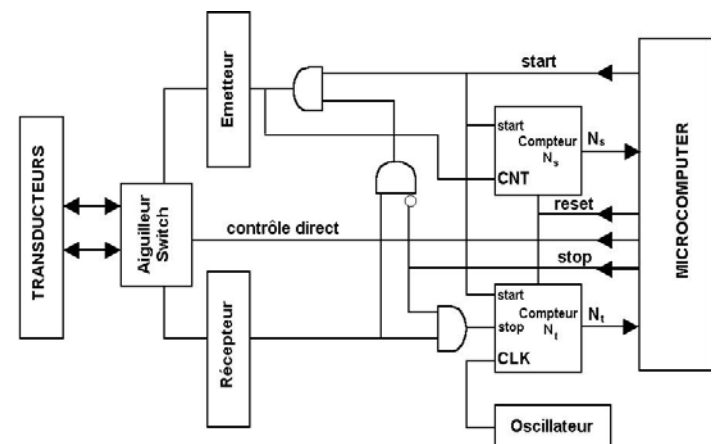 TRANSDUCTEURS
Aiguilleur
Switch
Emetteur
Récepteur
start
start
Compteur
Ns
CNT
Ns
reset
contrôle direct
stop
start
Compteur
Nt
stop
CLK
Nt
Oscillateur
MICROCOMPUTER